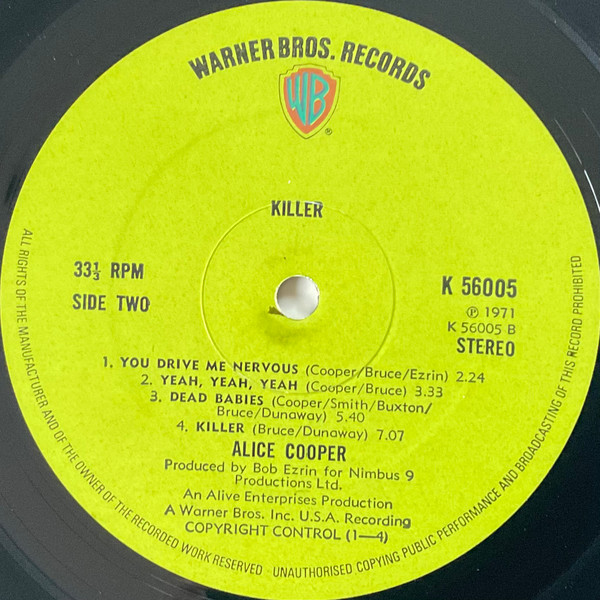 WARNER BROS. RECORDS
WB
®
KILLER
33⅓ RPM
SIDE TWO
K 56005
℗ 1971
K 56005 B
STEREO
1. YOU DRIVE ME NERVOUS (Cooper/Bruce/Ezrin) 2.24
2. YEAH, YEAH, YEAH (Cooper/Bruce) 3.33
3. DEAD BABIES (Cooper/Smith/Buxton/
Bruce/Dunaway) 5.40
4. KILLER (Bruce/Dunaway) 7.07
ALICE COOPER
Produced by Bob Ezrin for Nimbus 9
Productions Ltd.
An Alive Enterprises Production
A Warner Bros. Inc. U.S.A. Recording
COPYRIGHT CONTROL (1—4)
ALL RIGHTS OF THE MANUFACTURER AND OF THE OWNER OF THE RECORDED WORK RESERVED · UNAUTHORISED COPYING PUBLIC PERFORMANCE AND BROADCASTING OF THIS RECORD PROHIBITED